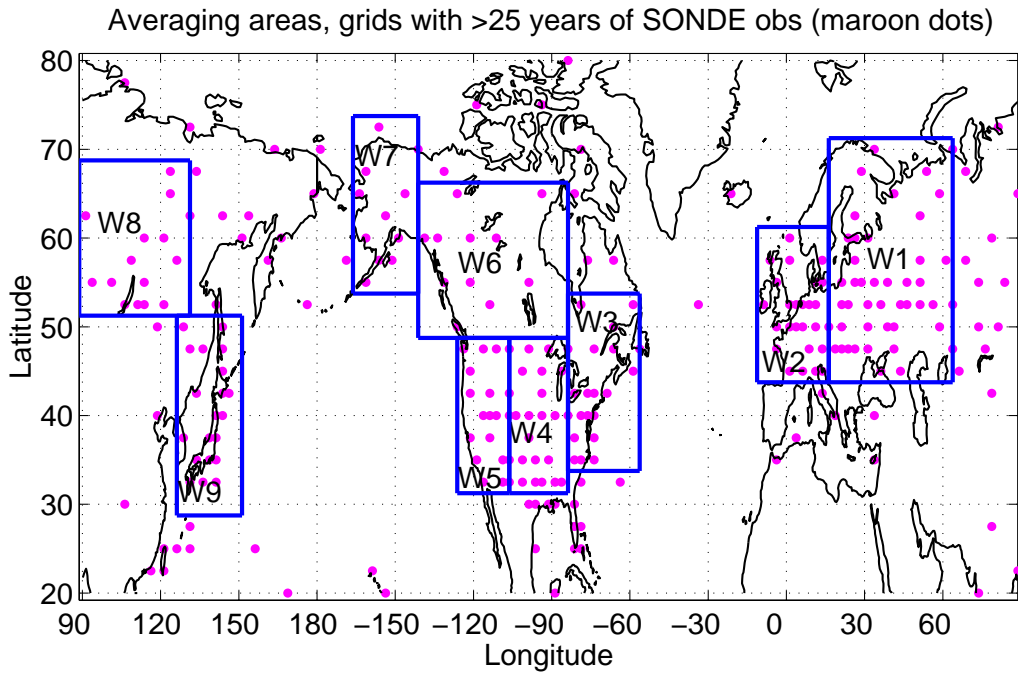 Averaging areas, grids with >25 years of SONDE obs (maroon dots)
80
70
60
50
40
30
20
Latitude
W7
W8
W6
W1
W3
W2
W4
W5
W9
90 120 150 −180 −150 −120 −90 −60 −30 0 30 60
Longitude